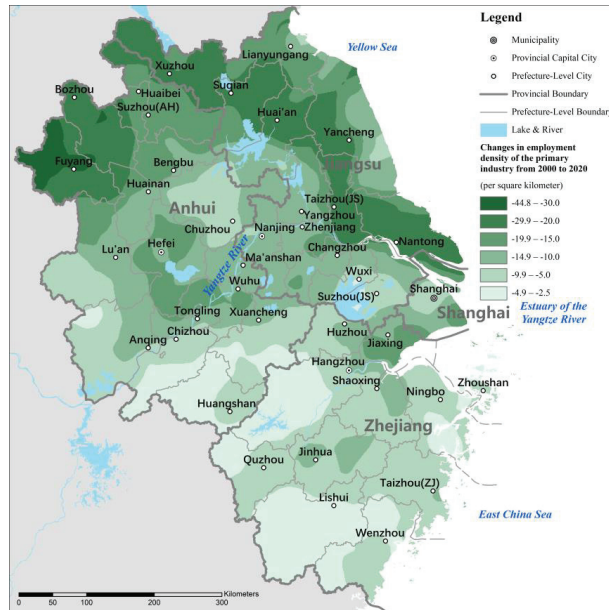 Legend
Municipality
Provincial Capital City
Prefecture-Level City
Provincial Boundary
Prefecture-Level Boundary
Lake & River
Changes in employment
density of the primary
industry from 2000 to 2020
(per square kilometer)
-44.8 – -30.0
-29.9 – -20.0
-19.9 – -15.0
-14.9 – -10.0
-9.9 – -5.0
-4.9 – -2.5
Yellow Sea
Lianyungang
Xuzhou
Bozhou
Huaibei
Suqian
Suzhou(AH)
Huai'an
Yancheng
Fuyang
Bengbu
Jiangsu
Huainan
Taizhou(JS)
Anhui
Yangzhou
Chuzhou
Nanjing
Zhenjiang
Nantong
Lu'an
Hefei
Changzhou
Ma'anshan
Yangtze River
Wuxi
Wuhu
Suzhou(JS)
Shanghai
Shanghai
Estuary of the
Yangtze River
Tongling
Xuancheng
Chizhou
Huzhou
Anqing
Jiaxing
Hangzhou
Shaoxing
Ningbo
Zhoushan
Huangshan
Zhejiang
Quzhou
Jinhua
Taizhou(ZJ)
Lishui
East China Sea
Wenzhou
0 50 100 200 300 Kilometers